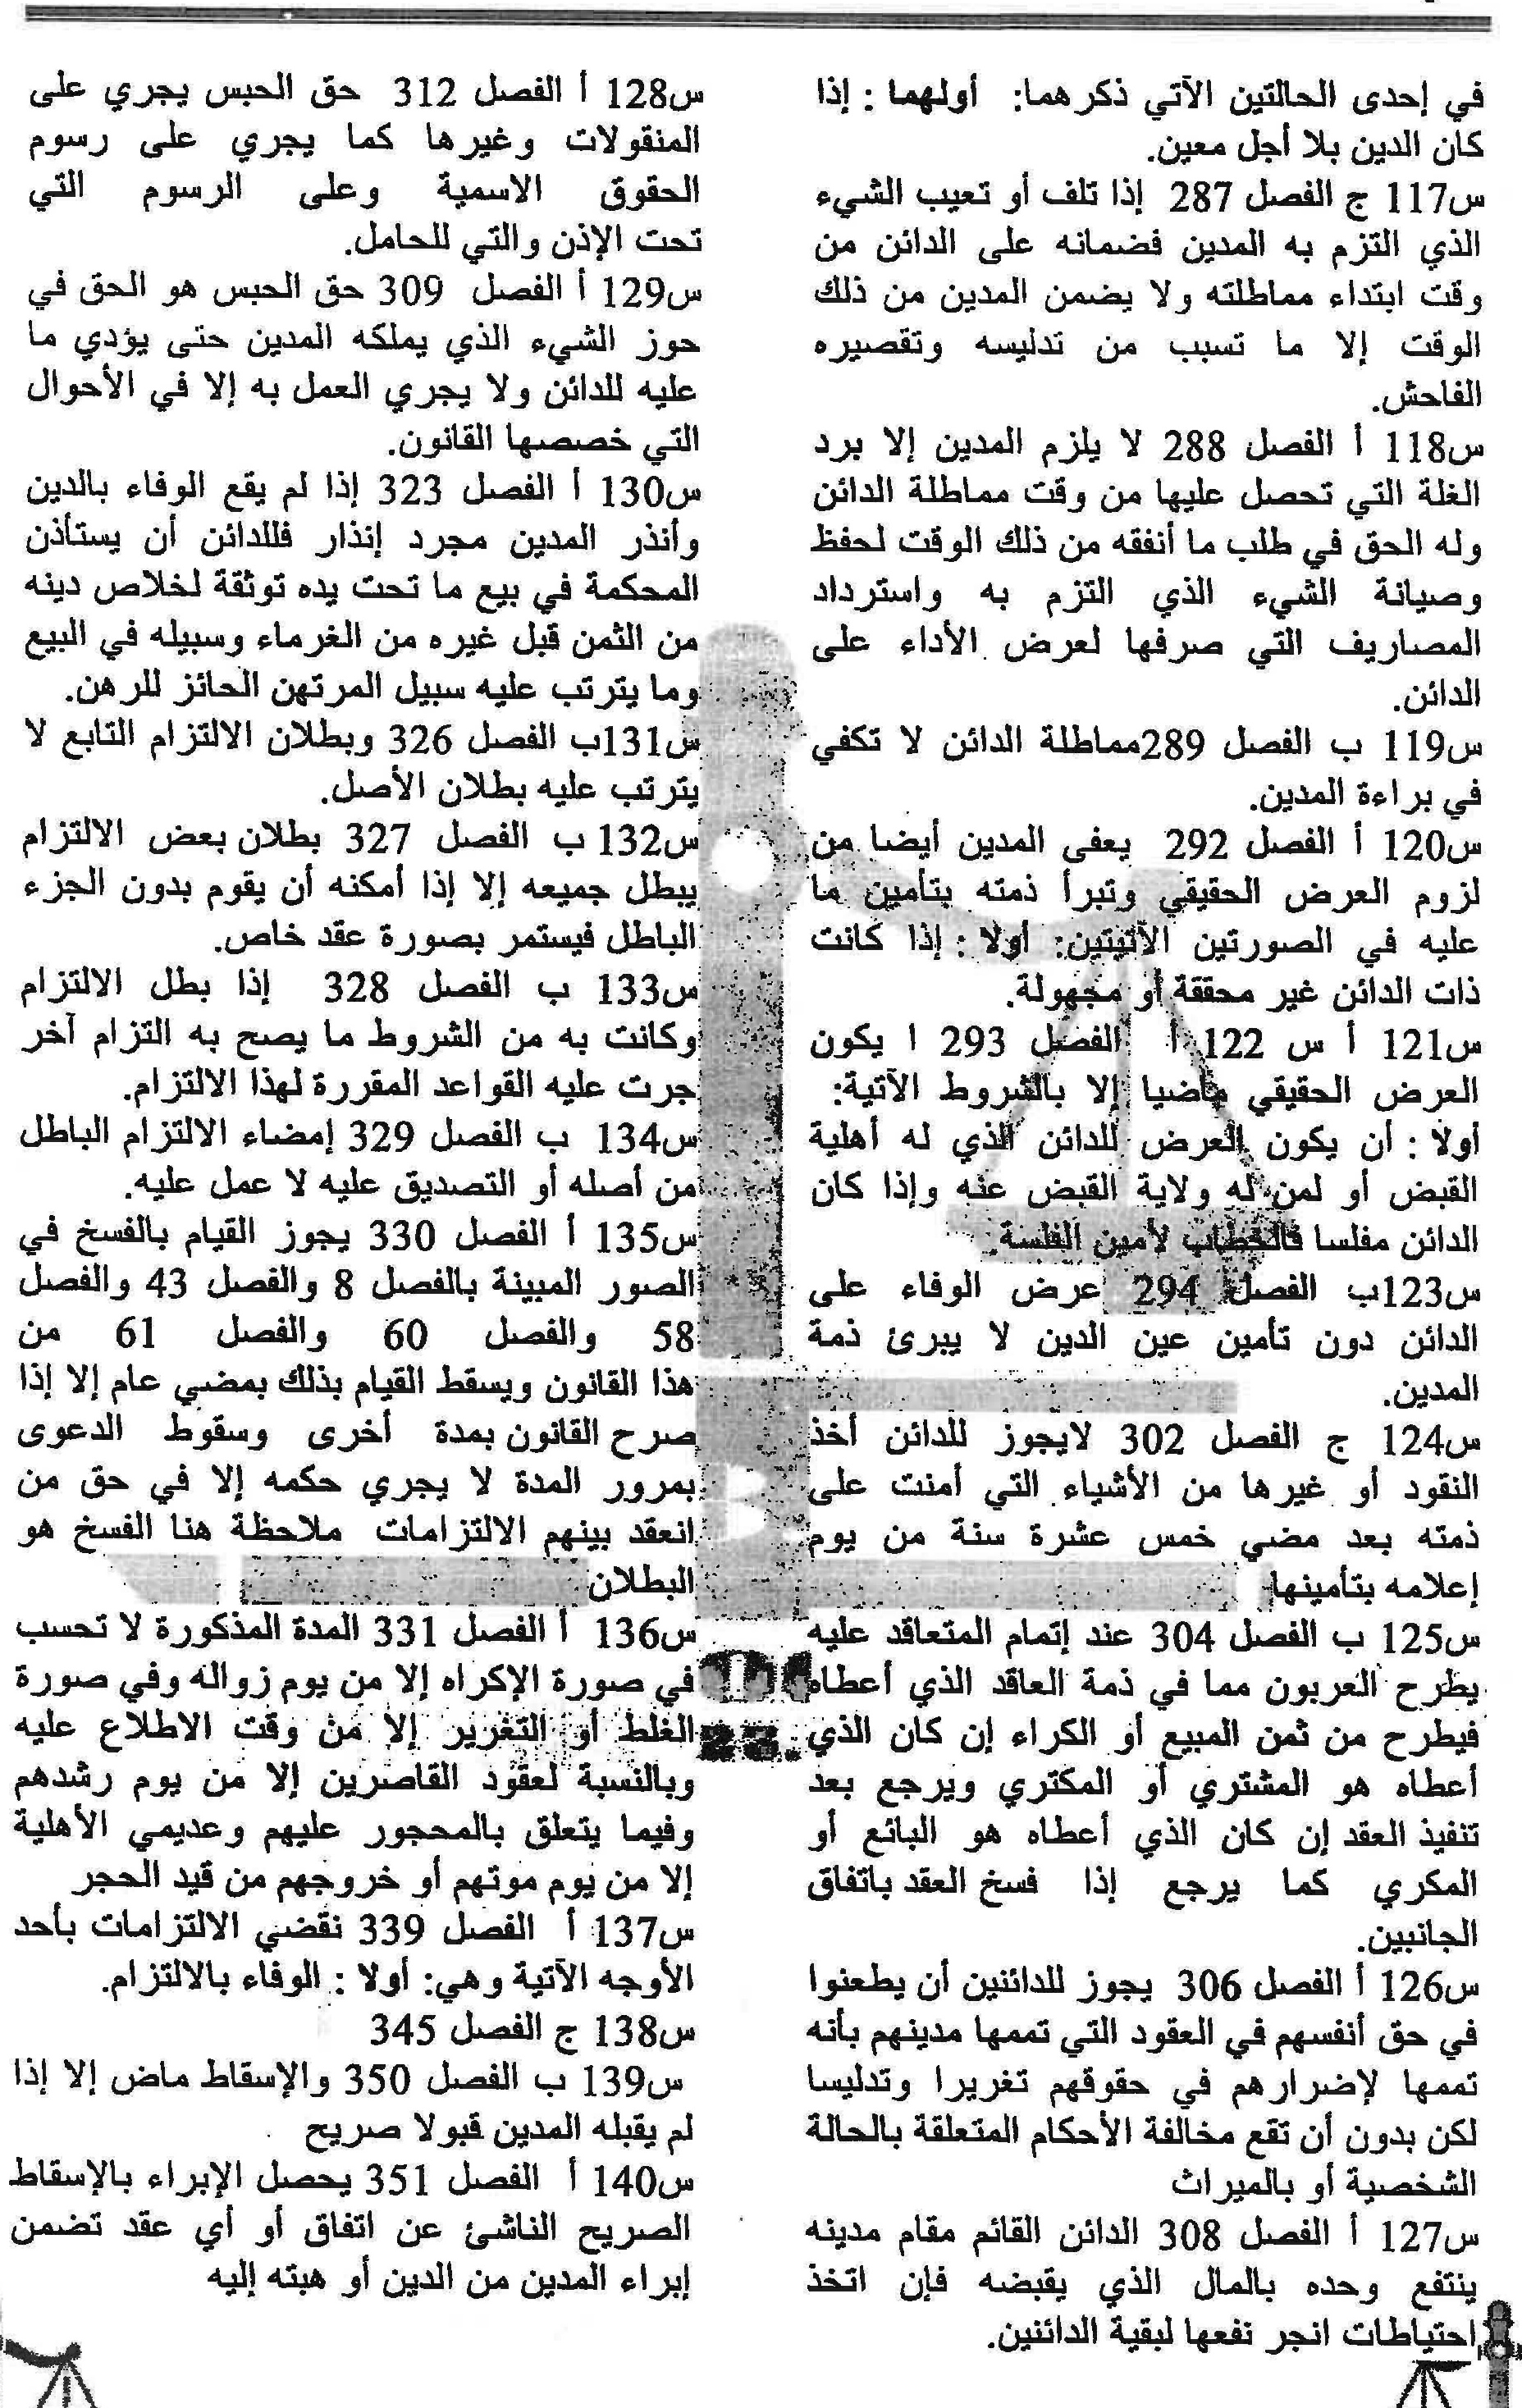 في إحدى الحالتين الآتي ذكرهما: أولهما : إذا
كان الدين بلا أجل معين.
س117 ج الفصل 287 إذا تلف أو تعيب الشيء
الذي التزم به المدين فضمانه على الدائن من
وقت ابتداء مماطلته ولا يضمن المدين من ذلك
الوقت إلا ما تسبب من تدليسه وتقصيره
الفاحش.
س118 أ الفصل 288 لا يلزم المدين إلا برد
الغلة التي تحصل عليها من وقت مماطلة الدائن
وله الحق في طلب ما أنفقه من ذلك الوقت لحفظ
وصيانة الشيء الذي التزم به واسترداد
المصاريف التي صرفها لعرض الأداء على
الدائن.
س119 ب الفصل 289مماطلة الدائن لا تكفي
في براءة المدين.
س120 أ الفصل 292 يعفى المدين أيضا من
لزوم العرض الحقيقي وتبرأ ذمته بتأمين ما
عليه في الصورتين الآتيتين: أولا : إذا كانت
ذات الدائن غير محققة أو مجهولة.
س121 أ س 122 أ الفصل 293 ا يكون
العرض الحقيقي ماضيا إلا بالشروط الآتية:
أولا : أن يكون العرض للدائن الذي له أهلية
القبض أو لمن له ولاية القبض عنه وإذا كان
الدائن مفلسا فالخطاب لأمين الفلسة.
س123ب الفصل 294 عرض الوفاء على
الدائن دون تأمين عين الدين لا يبرئ ذمة
المدين.
س124 ج الفصل 302 لايجوز للدائن أخذ
النقود أو غيرها من الأشياء التي أمنت على
ذمته بعد مضي خمس عشرة سنة من يوم
إعلامه بتأمينها
س125 ب الفصل 304 عند إتمام المتعاقد عليه
يطرح العربون مما في ذمة العاقد الذي أعطاه
فيطرح من ثمن المبيع أو الكراء إن كان الذي
أعطاه هو المشتري أو المكتري ويرجع بعد
تنفيذ العقد إن كان الذي أعطاه هو البائع أو
المكري كما يرجع إذا فسخ العقد باتفاق
الجانبين.
س126 أ الفصل 306 يجوز للدائنين أن يطعنوا
في حق أنفسهم في العقود التي تممها مدينهم بأنه
تممها لإضرارهم في حقوقهم تغريرا وتدليسا
لكن بدون أن تقع مخالفة الأحكام المتعلقة بالحالة
الشخصية أو بالميراث
س127 أ الفصل 308 الدائن القائم مقام مدينه
ينتفع وحده بالمال الذي يقبضه فإن اتخذ
احتياطات انجر نفعها لبقية الدائنين.
س128 أ الفصل 312 حق الحبس يجري على
المنقولات وغيرها كما يجري على رسوم
الحقوق الاسمية وعلى الرسوم التي
تحت الإذن والتي للحامل.
س129 أ الفصل 309 حق الحبس هو الحق في
حوز الشيء الذي يملكه المدين حتى يؤدي ما
عليه للدائن ولا يجري العمل به إلا في الأحوال
التي خصصها القانون.
س130 أ الفصل 323 إذا لم يقع الوفاء بالدين
وأنذر المدين مجرد إنذار فللدائن أن يستأذن
المحكمة في بيع ما تحت يده توثقة لخلاص دينه
من الثمن قبل غيره من الغرماء وسبيله في البيع
وما يترتب عليه سبيل المرتهن الحائز للرهن.
س131ب الفصل 326 وبطلان الالتزام التابع لا
يترتب عليه بطلان الأصل.
س132 ب الفصل 327 بطلان بعض الالتزام
يبطل جميعه إلا إذا أمكنه أن يقوم بدون الجزء
الباطل فيستمر بصورة عقد خاص.
س133 ب الفصل 328 إذا بطل الالتزام
وكانت به من الشروط ما يصح به التزام آخر
جرت عليه القواعد المقررة لهذا الالتزام.
س134 ب الفصل 329 إمضاء الالتزام الباطل
من أصله أو التصديق عليه لا عمل عليه.
س135 أ الفصل 330 يجوز القيام بالفسخ في
الصور المبينة بالفصل 8 والفصل 43 والفصل
58 والفصل 60 والفصل 61 من
هذا القانون ويسقط القيام بذلك بمضي عام إلا إذا
صرح القانون بمدة أخرى وسقوط الدعوى
بمرور المدة لا يجري حكمه إلا في حق من
انعقد بينهم الالتزامات ملاحظة هنا الفسخ هو
البطلان
س136 أ الفصل 331 المدة المذكورة لا تحسب
في صورة الإكراه إلا من يوم زواله وفي صورة
الغلط أو التغرير إلا من وقت الاطلاع عليه
وبالنسبة لعقود القاصرين إلا من يوم رشدهم
وفيما يتعلق بالمحجور عليهم وعديمي الأهلية
إلا من يوم موتهم أو خروجهم من قيد الحجر
س137 أ الفصل 339 نقضي الالتزامات بأحد
الأوجه الآتية وهي: أولا : الوفاء بالالتزام.
س138 ج الفصل 345
س139 ب الفصل 350 والإسقاط ماض إلا إذا
لم يقبله المدين قبولا صريح
س140 أ الفصل 351 يحصل الإبراء بالإسقاط
الصريح الناشئ عن اتفاق أو أي عقد تضمن
إبراء المدين من الدين أو هبته إليه